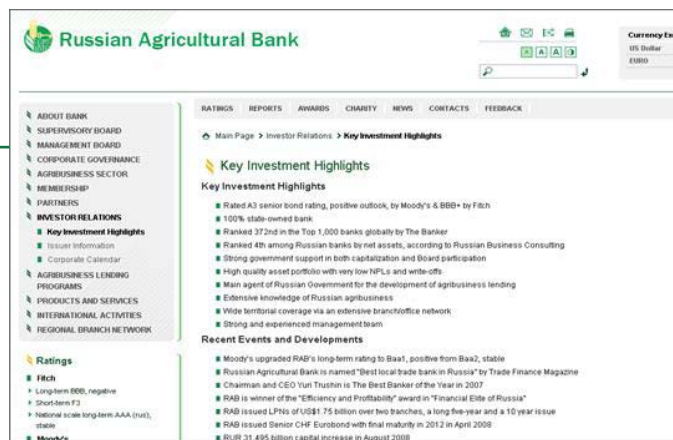 Russian Agricultural Bank
A A A
Currency Ex
US Dollar
EURO
RATINGS REPORTS AWARDS CHARITY NEWS CONTACTS FEEDBACK
ABOUT BANK
SUPERVISORY BOARD
MANAGEMENT BOARD
CORPORATE GOVERNANCE
AGRIBUSINESS SECTOR
MEMBERSHIP
PARTNERS
INVESTOR RELATIONS
Key Investment Highlights
Issuer Information
Corporate Calendar
AGRIBUSINESS LENDING
PROGRAMS
PRODUCTS AND SERVICES
INTERNATIONAL ACTIVITIES
REGIONAL BRANCH NETWORK
Ratings
Fitch
Long-term BBB, negative
Short-term F3
National scale long-term AAA (rus),
stable
Moody's
Main Page > Investor Relations > Key Investment Highlights
Key Investment Highlights
Key Investment Highlights
Rated A3 senior bond rating, positive outlook, by Moody's & BBB+ by Fitch
100% state-owned bank
Ranked 372nd in the Top 1,000 banks globally by The Banker
Ranked 4th among Russian banks by net assets, according to Russian Business Consulting
Strong government support in both capitalization and Board participation
High quality asset portfolio with very low NPLs and write-offs
Main agent of Russian Government for the development of agribusiness lending
Extensive knowledge of Russian agribusiness
Wide territorial coverage via an extensive branch/office network
Strong and experienced management team
Recent Events and Developments
Moody's upgraded RAB's long-term rating to Baa1, positive from Baa2, stable
Russian Agricultural Bank is named "Best local trade bank in Russia" by Trade Finance Magazine
Chairman and CEO Yuri Trushin is The Best Banker of the Year in 2007
RAB is winner of the "Efficiency and Profitability" award in "Financial Elite of Russia"
RAB issued LPNs of US$1.75 billion over two tranches, a long five-year and a 10 year issue
RAB issued Senior CHF Eurobond with final maturity in 2012 in April 2008
RUR 31.495 billion capital increase in August 2008